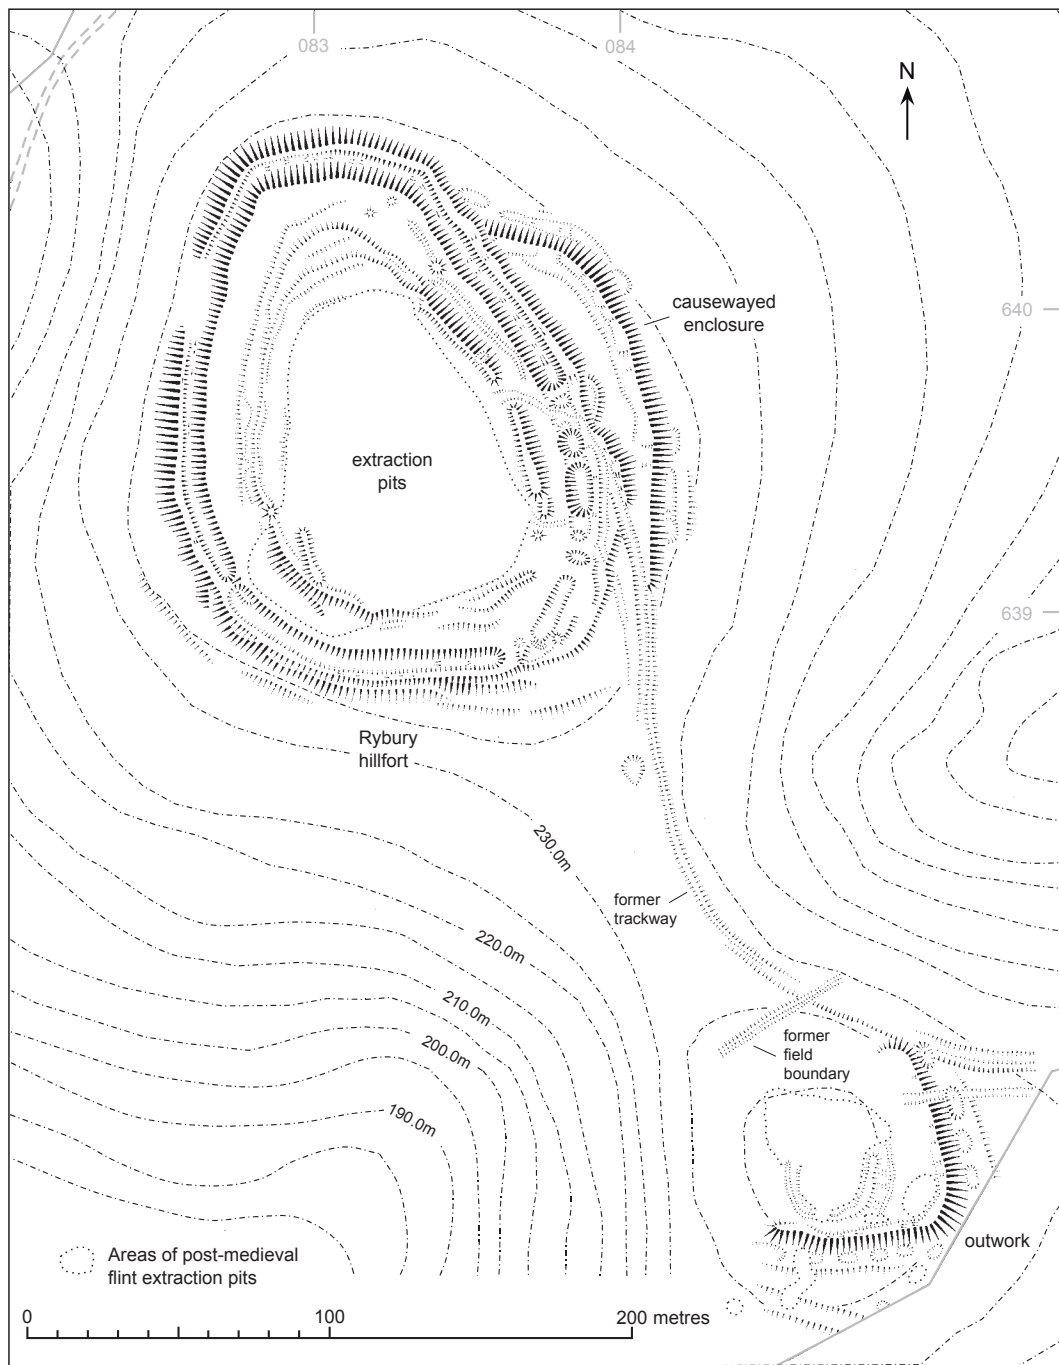 083
084
N
causewayed
enclosure
640
extraction
pits
639
Rybury
hillfort
230.0m
former
trackway
220.0m
210.0m
200.0m
former
field
boundary
190.0m
outwork
Areas of post-medieval
flint extraction pits
0
100
200 metres